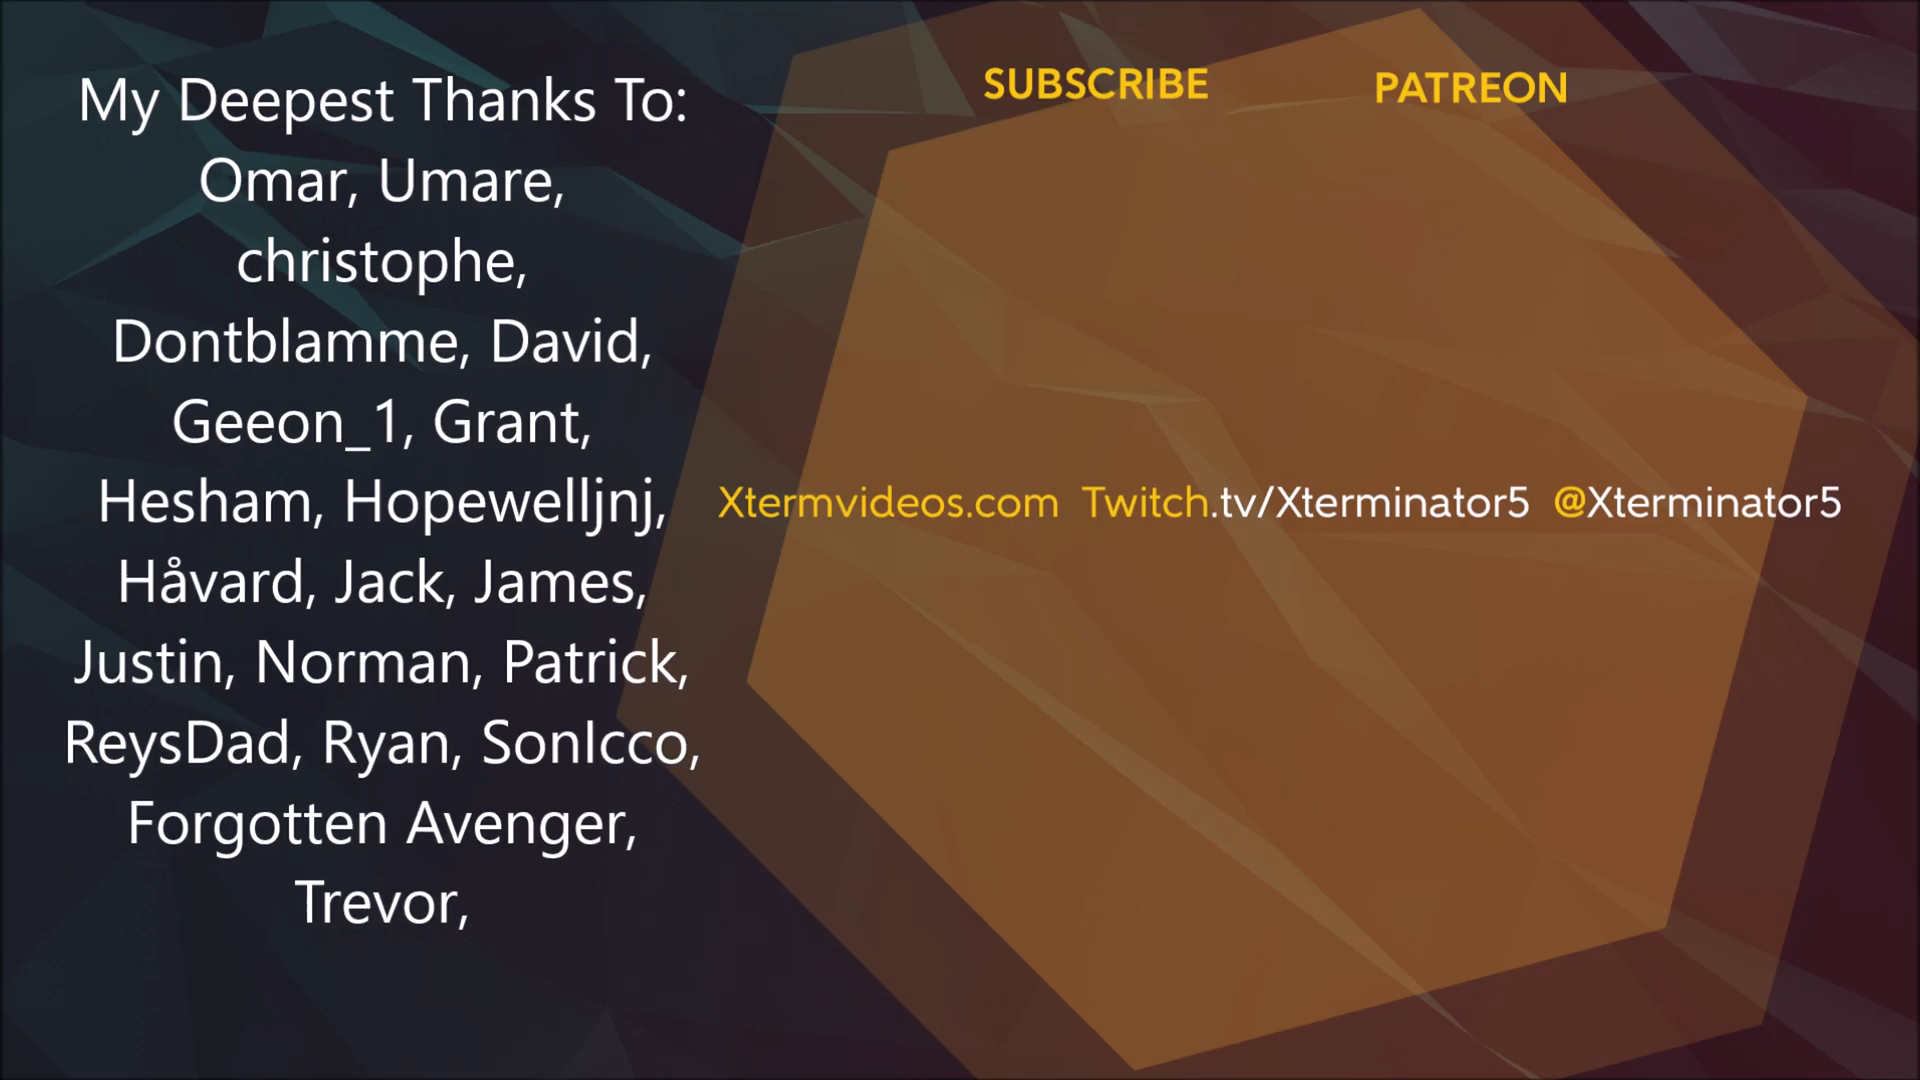 My Deepest Thanks To:
Omar, Umare,
christophe,
Dontblamme, David,
Geeon_1, Grant,
Hesham, Hopewelljnj,
Håvard, Jack, James,
Justin, Norman, Patrick,
ReysDad, Ryan, SonIcco,
Forgotten Avenger,
Trevor,
SUBSCRIBE
PATREON
Xtermvideos.com Twitch.tv/Xterminator5 @Xterminator5